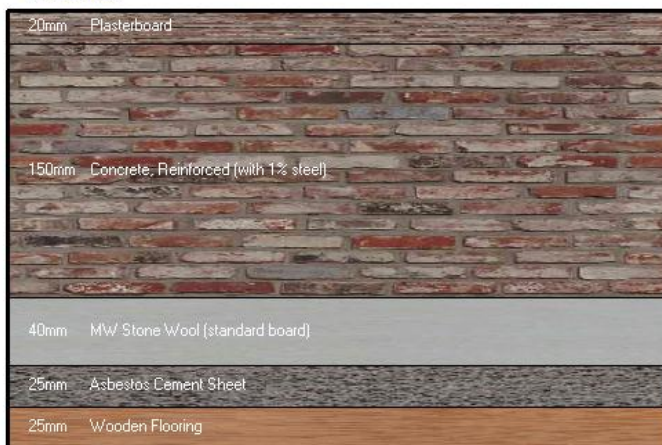 20mm Plasterboard
150mm Concrete, Reinforced (with 1% steel)
40mm MW Stone Wool (standard board)
25mm Asbestos Cement Sheet
25mm Wooden Flooring